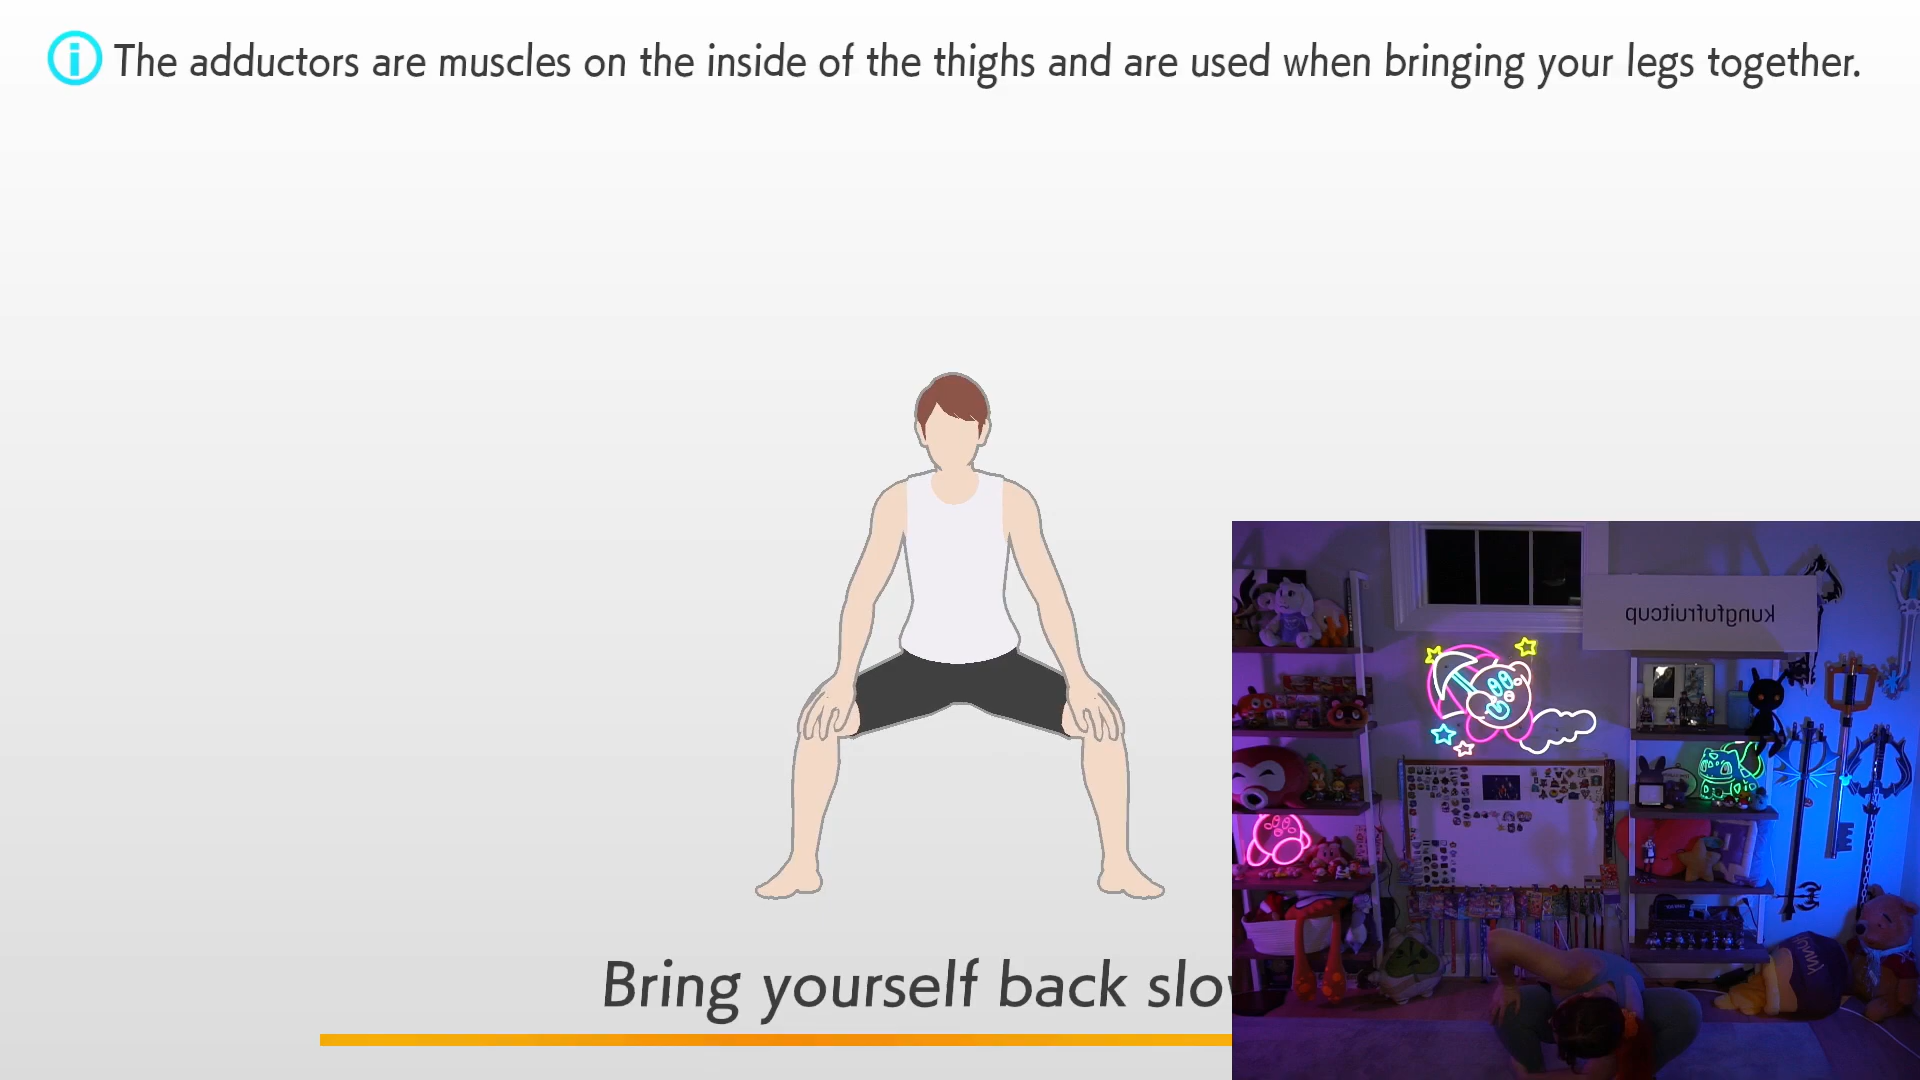 The adductors are muscles on the inside of the thighs and are used when bringing your legs together.
kungfufruitcup
Bring yourself back slo